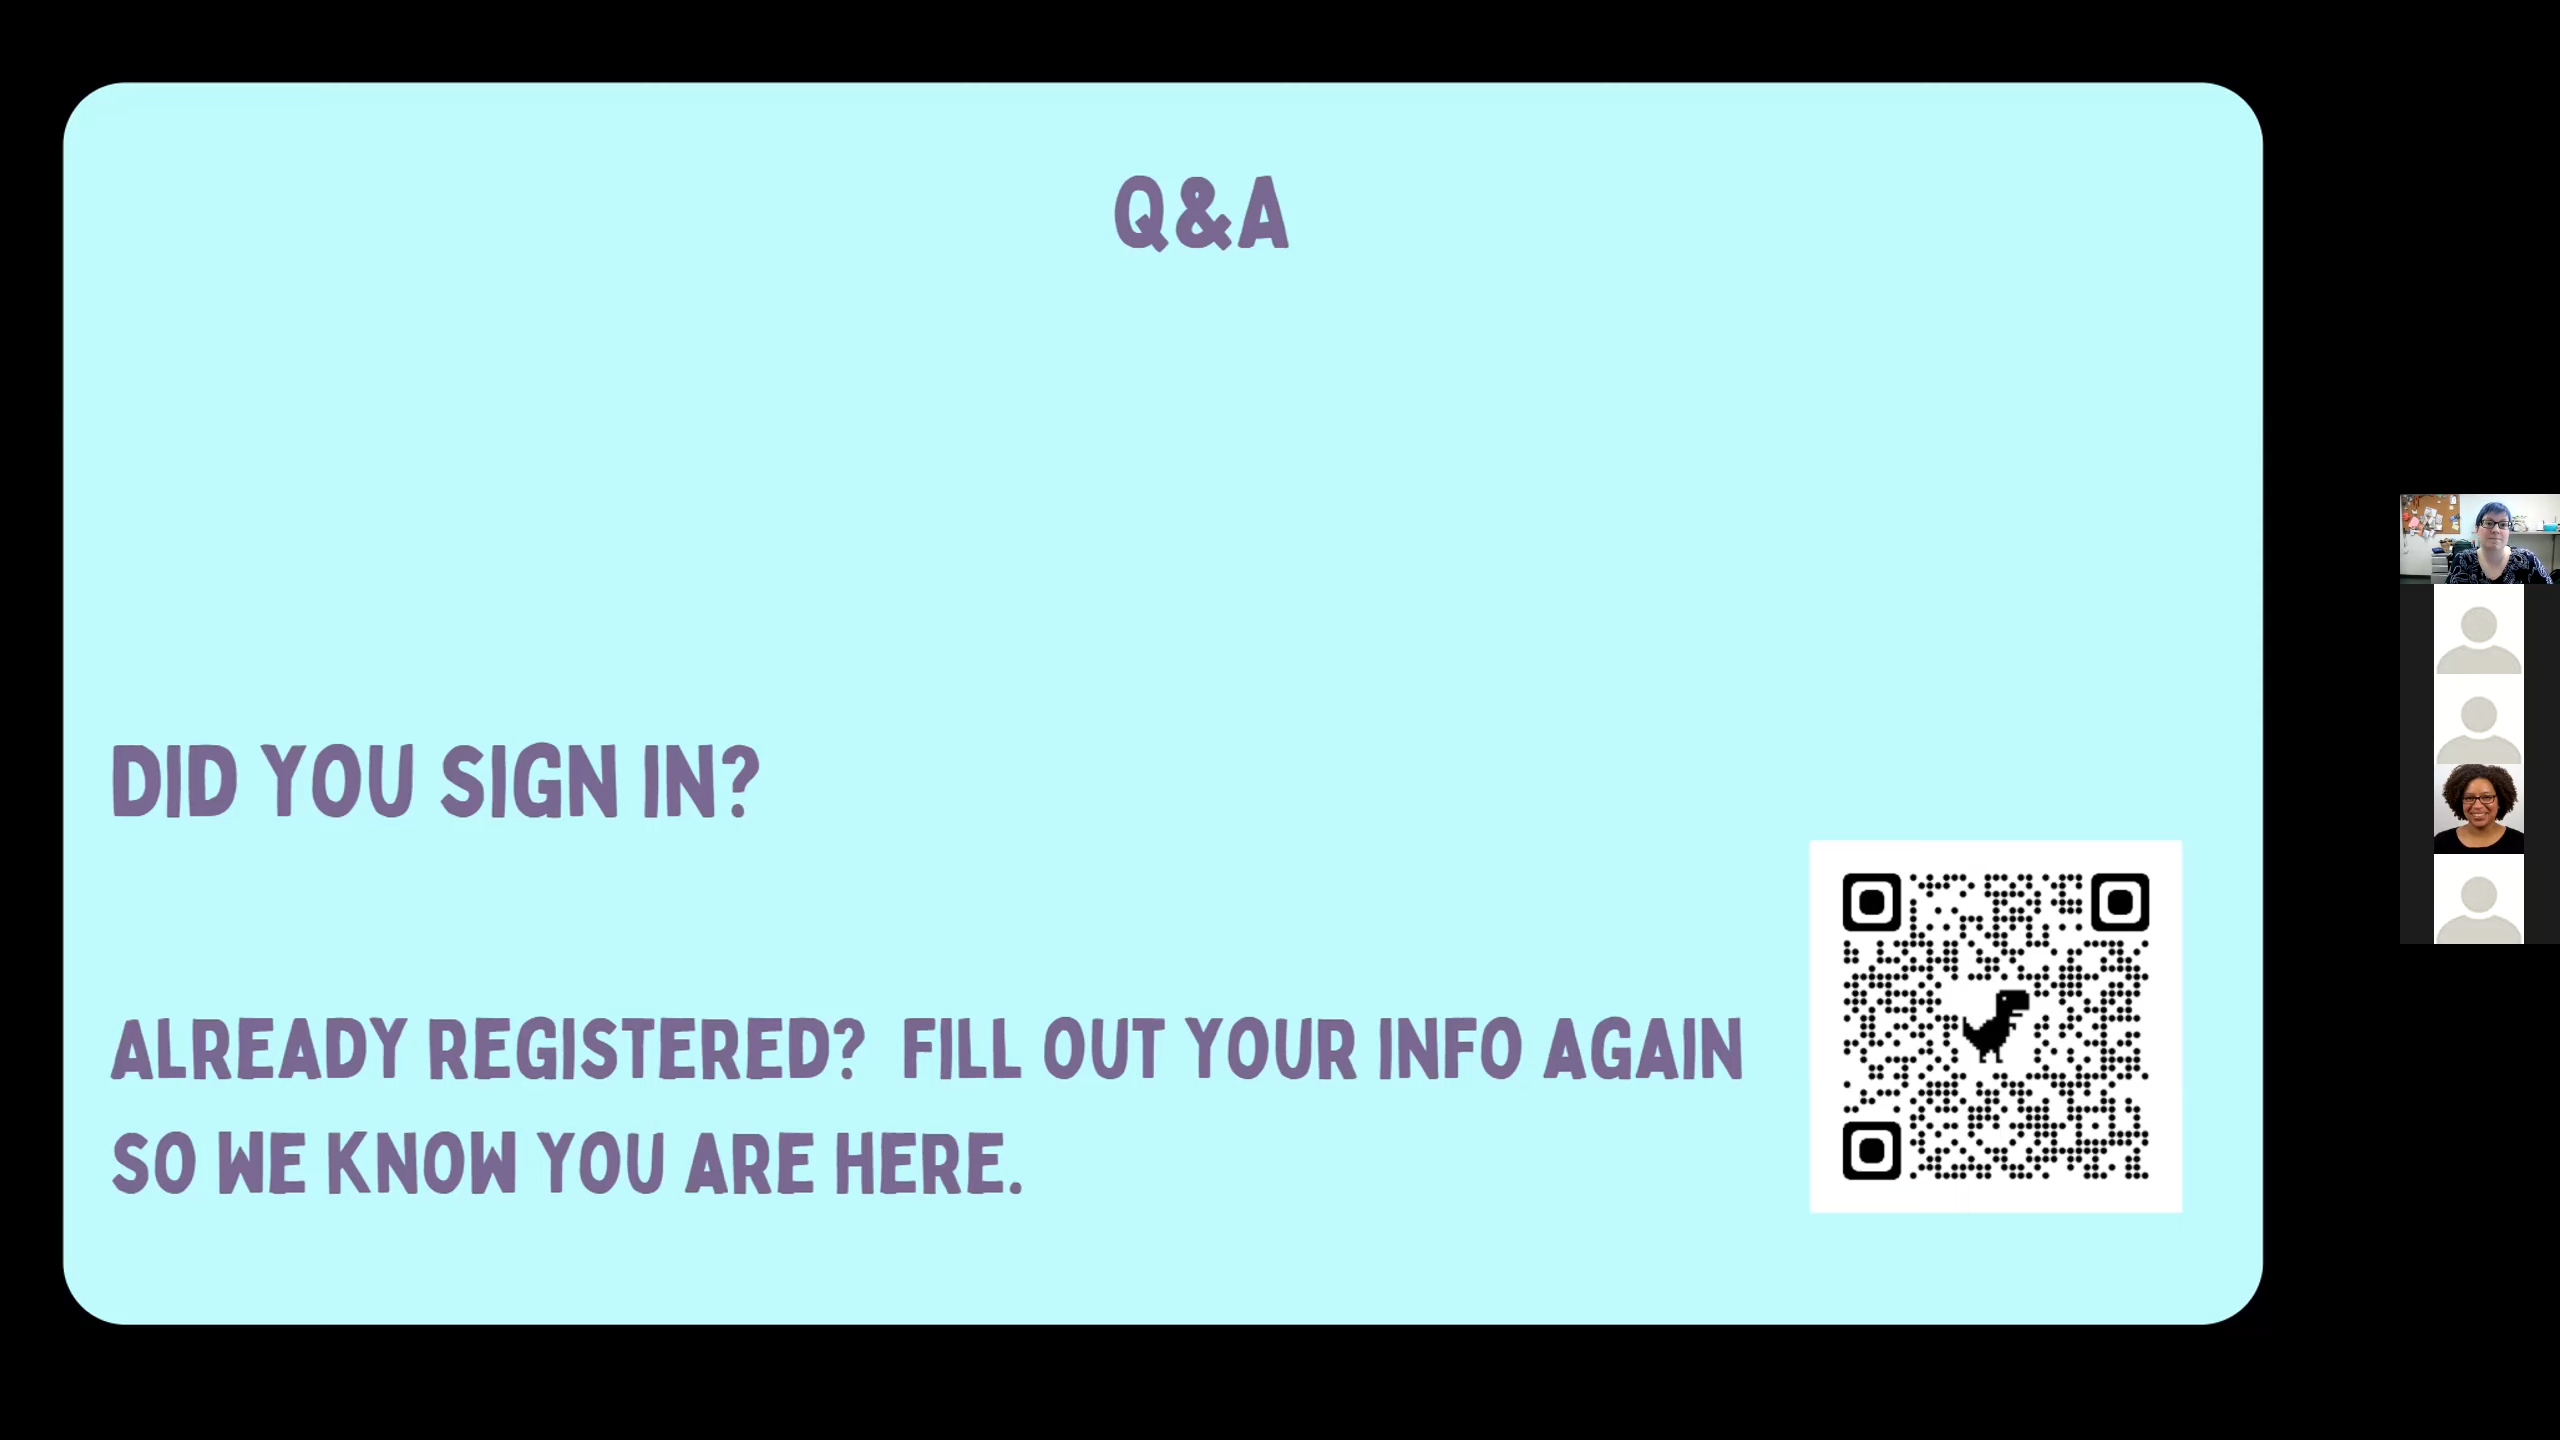 Q&A
DID YOU SIGN IN?
ALREADY REGISTERED? FILL OUT YOUR INFO AGAIN
SO WE KNOW YOU ARE HERE.